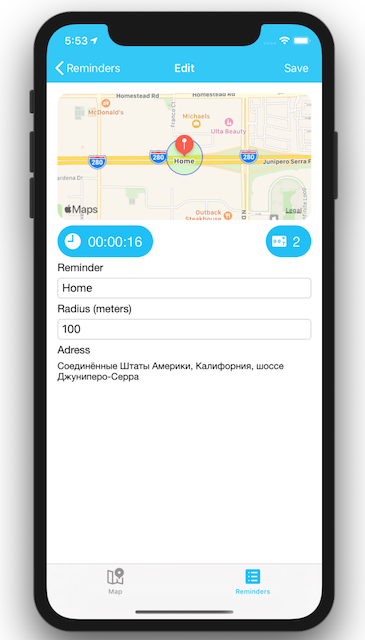 5:53
Reminders
Edit
Save
Homestead Rd
Homestead Rd
McDonald's
Franco Ct
Michaels
Ulta Beauty
280
280
Home
280
Junipero Serra F
ardena Dr
Outback
Steakhouse
Maps
Legal
00:00:16
2
Reminder
Home
Radius (meters)
100
Adress
Соединённые Штаты Америки, Калифорния, шоссе
Джуниперо-Серра
Map
Reminders